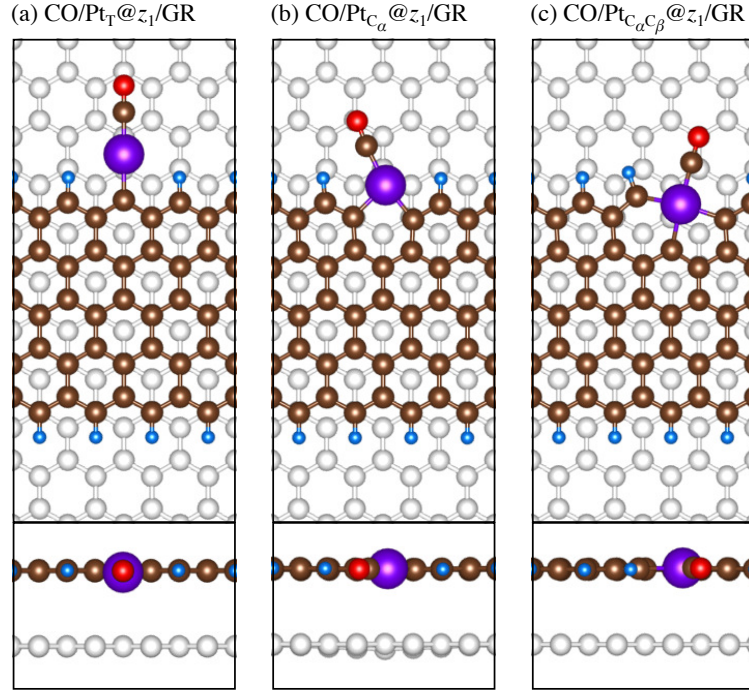 (a) CO/Pt_T@z_1/GR
(b) CO/Pt_{C_α}@z_1/GR
(c) CO/Pt_{C_αC_β}@z_1/GR